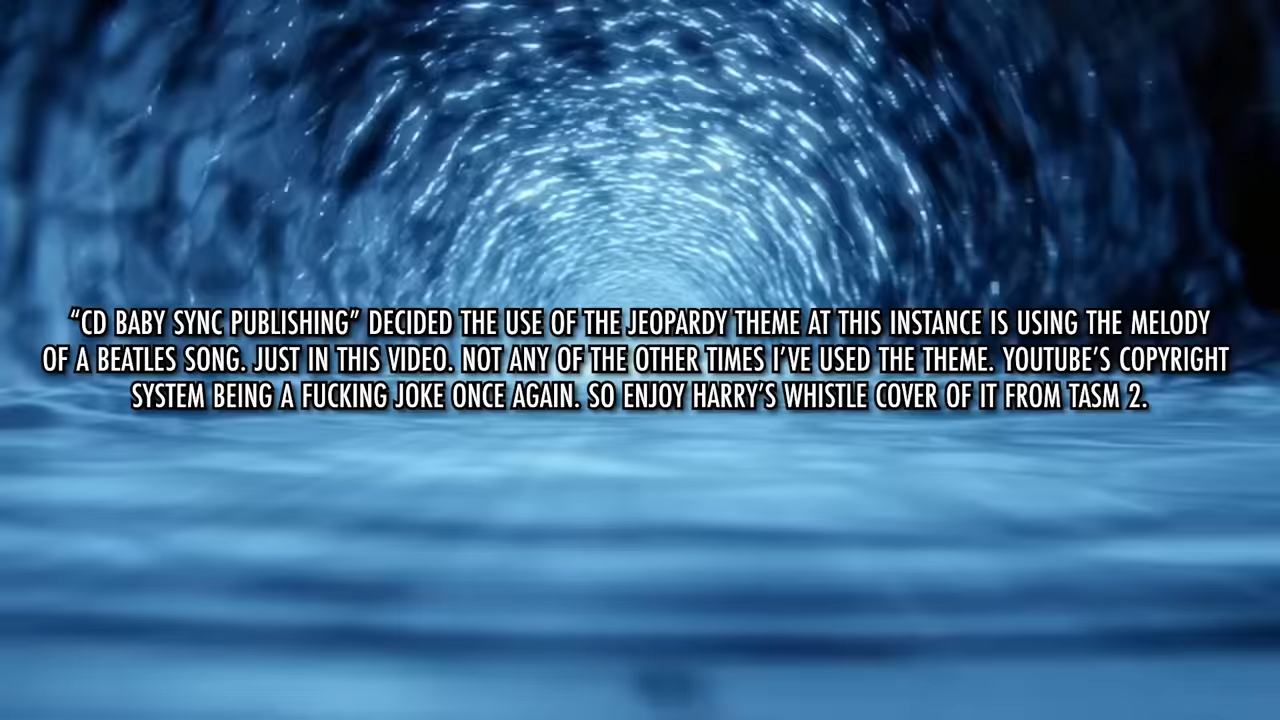 “CD BABY SYNC PUBLISHING” DECIDED THE USE OF THE JEOPARDY THEME AT THIS INSTANCE IS USING THE MELODY
OF A BEATLES SONG. JUST IN THIS VIDEO. NOT ANY OF THE OTHER TIMES I’VE USED THE THEME. YOUTUBE’S COPYRIGHT
SYSTEM BEING A FUCKING JOKE ONCE AGAIN. SO ENJOY HARRY’S WHISTLE COVER OF IT FROM TASM 2.